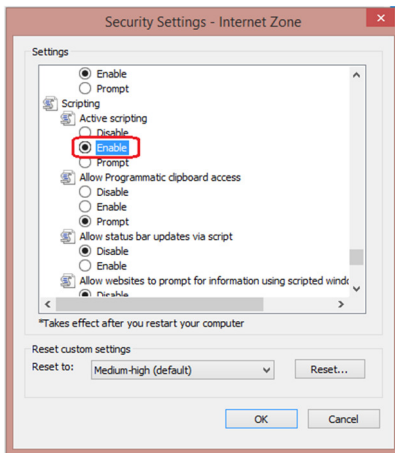 Security Settings - Internet Zone
Settings
Enable
Prompt
Scripting
Active scripting
Disable
Enable
Prompt
Allow Programmatic clipboard access
Disable
Enable
Prompt
Allow status bar updates via script
Disable
Enable
Allow websites to prompt for information using scripted windo
Disable
*Takes effect after you restart your computer
Reset custom settings
Reset to:
Medium-high (default)
Reset...
OK
Cancel